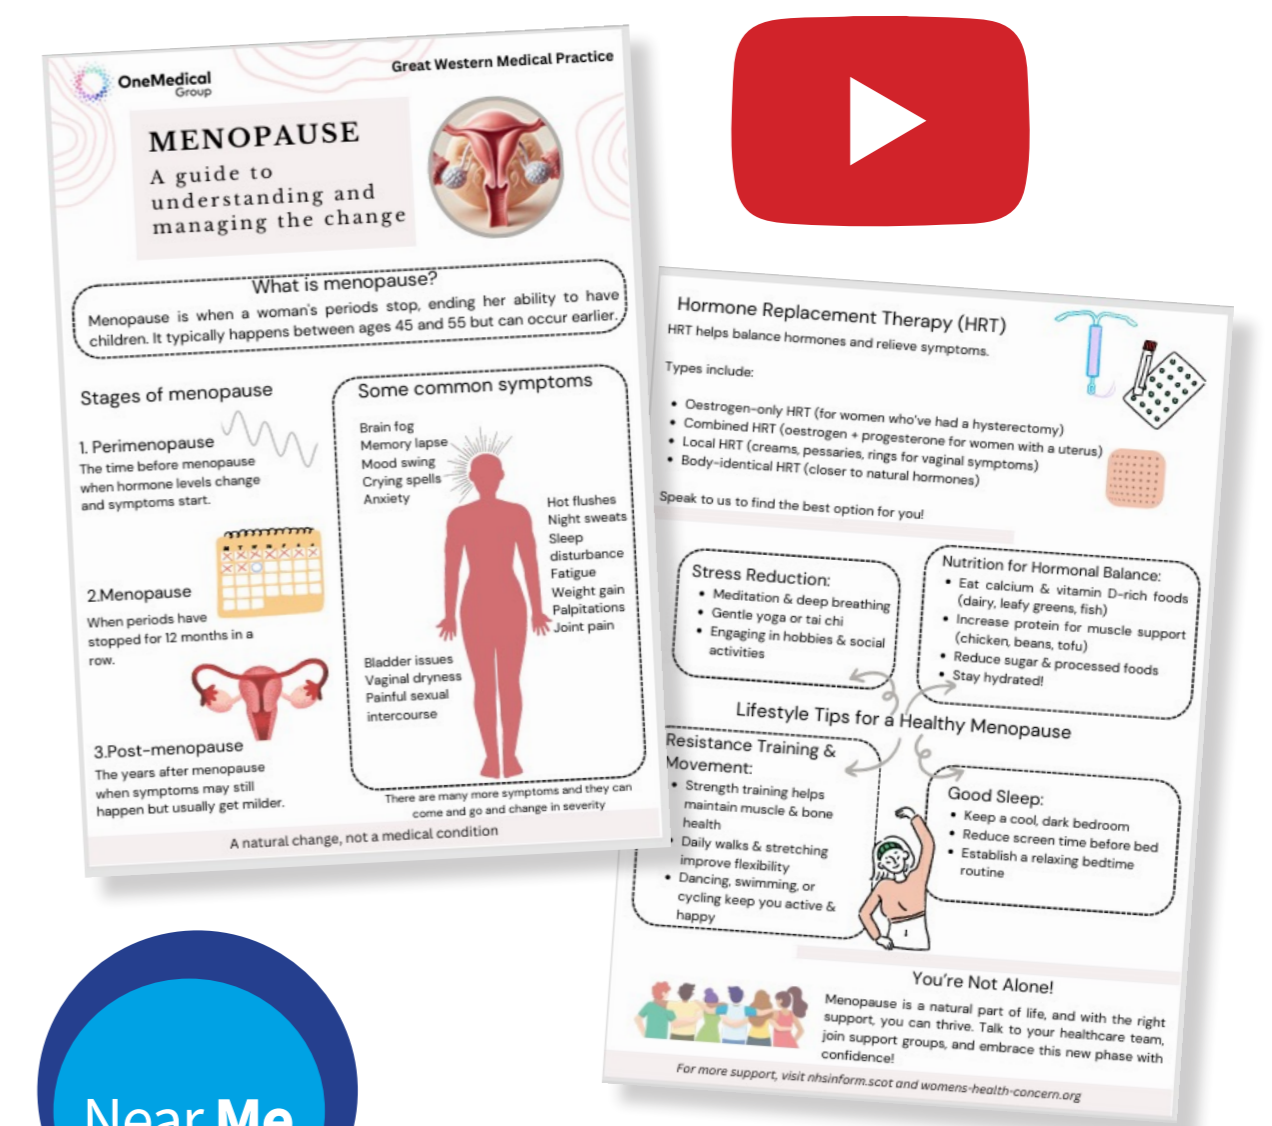 OneMedical
Group
Great Western Medical Practice
MENOPAUSE
A guide to
understanding and
managing the change
What is menopause?
Menopause is when a woman's periods stop, ending her ability to have
children. It typically happens between ages 45 and 55 but can occur earlier.
Stages of menopause
1. Perimenopause
The time before menopause
when hormone levels change
and symptoms start.
2.Menopause
When periods have
stopped for 12 months in a
row.
3.Post-menopause
The years after menopause
when symptoms may still
happen but usually get milder.
Some common symptoms
Brain fog
Memory lapse
Mood swing
Crying spells
Anxiety
Hot flushes
Night sweats
Sleep
disturbance
Fatigue
Weight gain
Palpitations
Joint pain
Bladder issues
Vaginal dryness
Painful sexual
intercourse
There are many more symptoms and they can
come and go and change in severity
A natural change, not a medical condition
Hormone Replacement Therapy (HRT)
HRT helps balance hormones and relieve symptoms.
Types include:
• Oestrogen-only HRT (for women who've had a hysterectomy)
• Combined HRT (oestrogen + progesterone for women with a uterus)
• Local HRT (creams, pessaries, rings for vaginal symptoms)
• Body-identical HRT (closer to natural hormones)
Speak to us to find the best option for you!
Stress Reduction:
• Meditation & deep breathing
• Gentle yoga or tai chi
• Engaging in hobbies & social
activities
Nutrition for Hormonal Balance:
• Eat calcium & vitamin D-rich foods
(dairy, leafy greens, fish)
• Increase protein for muscle support
(chicken, beans, tofu)
• Reduce sugar & processed foods
• Stay hydrated!
Lifestyle Tips for a Healthy Menopause
Resistance Training &
Movement:
• Strength training helps
maintain muscle & bone
health
• Daily walks & stretching
improve flexibility
• Dancing, swimming, or
cycling keep you active &
happy
Good Sleep:
• Keep a cool, dark bedroom
• Reduce screen time before bed
• Establish a relaxing bedtime
routine
You're Not Alone!
Menopause is a natural part of life, and with the right
support, you can thrive. Talk to your healthcare team,
join support groups, and embrace this new phase with
confidence!
For more support, visit nhsinform.scot and womens-health-concern.org
Near Me